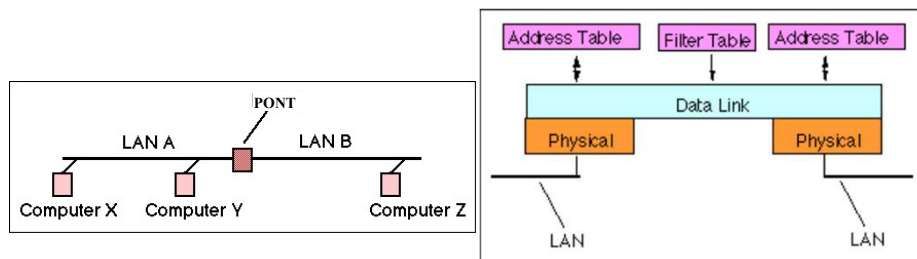 PONT
LAN A
LAN B
Computer X
Computer Y
Computer Z
Address Table
Filter Table
Address Table
Data Link
Physical
Physical
LAN
LAN